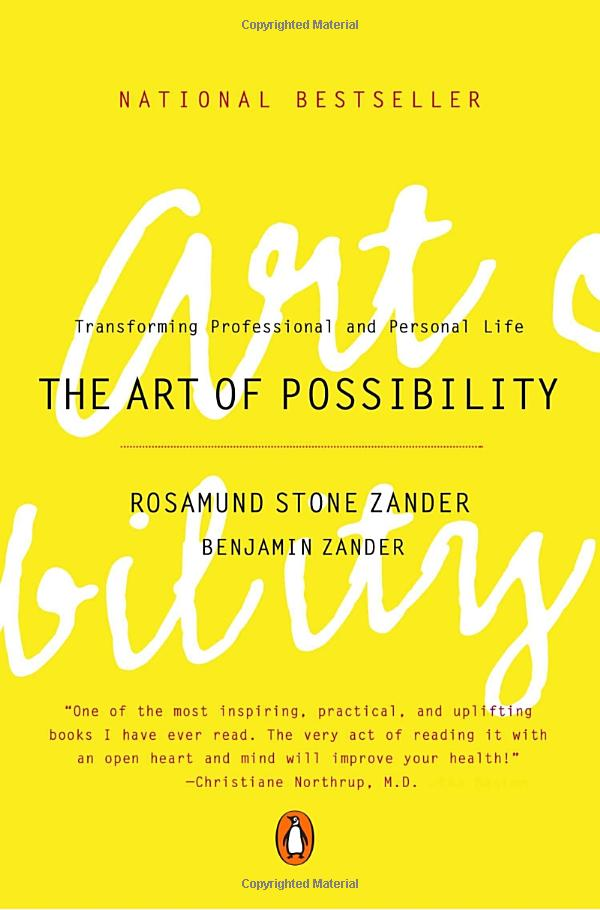 Copyrighted Material
NATIONAL BESTSELLER
art o
Transforming Professional and Personal Life
THE ART OF POSSIBILITY
ROSAMUND STONE ZANDER
BENJAMIN ZANDER
bility
“One of the most inspiring, practical, and uplifting
books I have ever read. The very act of reading it with
an open heart and mind will improve your health!”
—Christiane Northrup, M.D.
Copyrighted Material